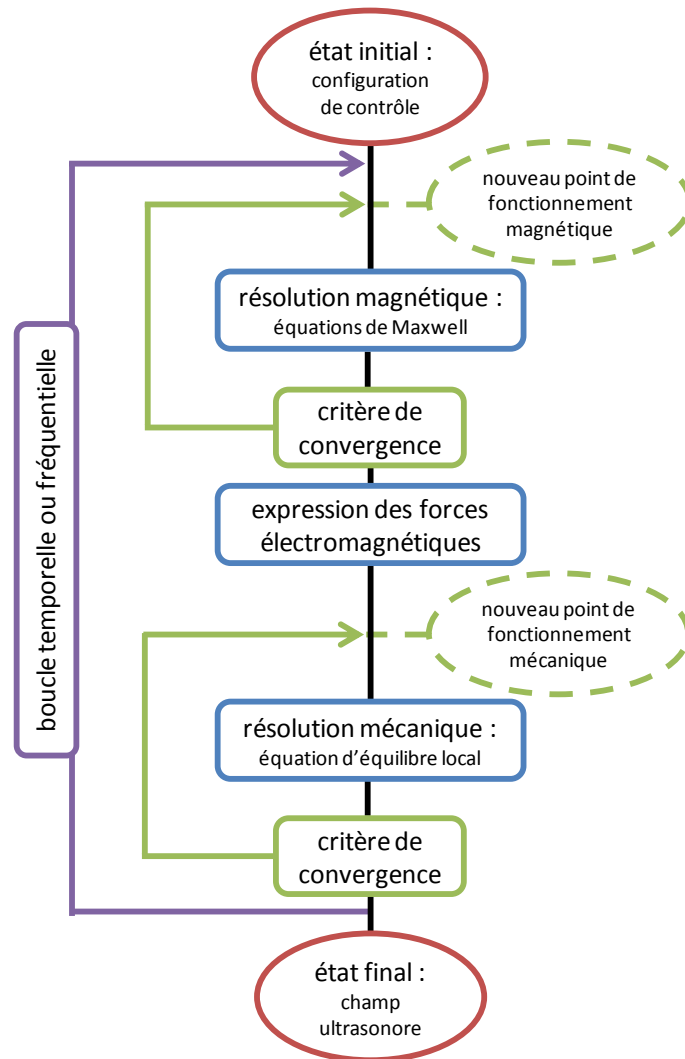 état initial :
configuration
de contrôle
nouveau point de
fonctionnement
magnétique
résolution magnétique :
équations de Maxwell
critère de
convergence
expression des forces
électromagnétiques
boucle temporelle ou fréquentielle
nouveau point de
fonctionnement
mécanique
résolution mécanique :
équation d'équilibre local
critère de
convergence
état final :
champ
ultrasonore